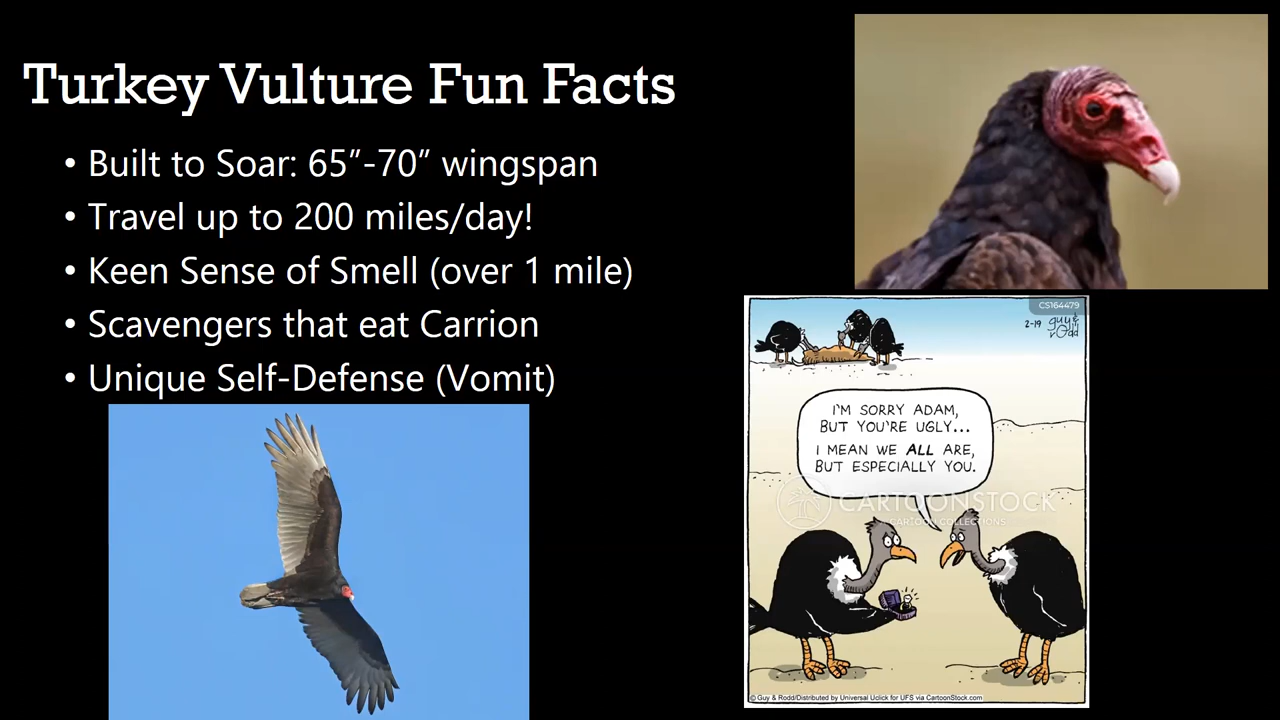 Turkey Vulture Fun Facts
• Built to Soar: 65”-70” wingspan
• Travel up to 200 miles/day!
• Keen Sense of Smell (over 1 mile)
• Scavengers that eat Carrion
• Unique Self-Defense (Vomit)
CS164479
2-19 guy & rodd
I'M SORRY ADAM,
BUT YOU'RE UGLY...
I MEAN WE ALL ARE,
BUT ESPECIALLY YOU.
CARTOONSTOCK
CARTOON COLLECTIONS
© Guy & Rodd/Distributed by Universal Uclick for UFS via CartoonStock.com